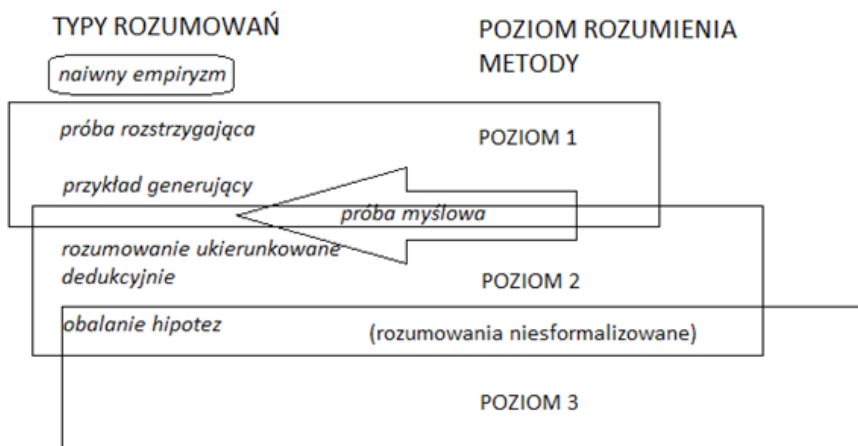 TYPY ROZUMOWAŃ
POZIOM ROZUMIENIA
METODY
naiwny empiryzm
próba rozstrzygająca
POZIOM 1
przykład generujący
próba myślowa
rozumowanie ukierunkowane
dedukcyjnie
POZIOM 2
obalanie hipotez
(rozumowania niesformalizowane)
POZIOM 3